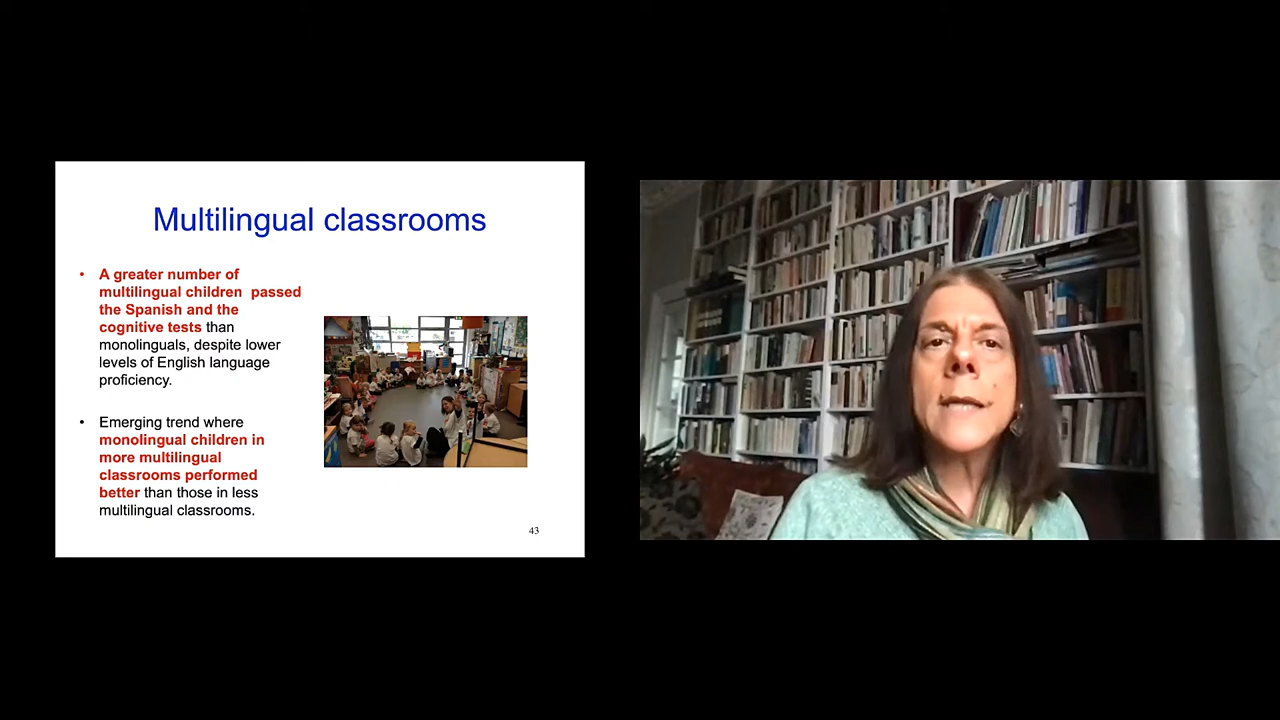 Multilingual classrooms
• A greater number of
multilingual children passed
the Spanish and the
cognitive tests than
monolinguals, despite lower
levels of English language
proficiency.
• Emerging trend where
monolingual children in
more multilingual
classrooms performed
better than those in less
multilingual classrooms.
43